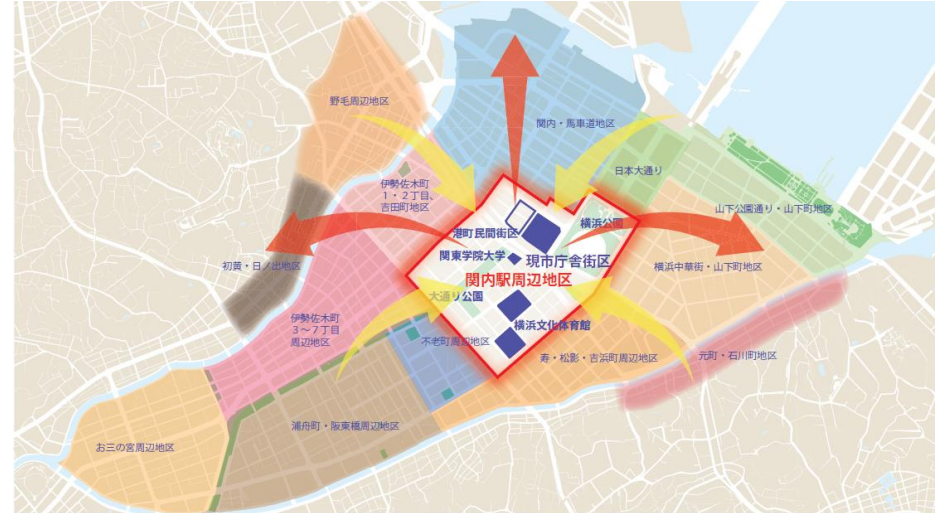 野毛周辺地区
関内・馬車道地区
日本大通り
伊勢佐木町
1・2丁目、
吉田町地区
山下公園通り・山下町地区
港町民間街区
横浜公園
関東学院大学
現市庁舎街区
初黄・日ノ出地区
横浜中華街・山下町地区
関内駅周辺地区
大通り公園
伊勢佐木町
3～7丁目
周辺地区
横浜文化体育館
不老町周辺地区
寿・松影・吉浜町周辺地区
元町・石川町地区
浦舟町・阪東橋周辺地区
お三の宮周辺地区